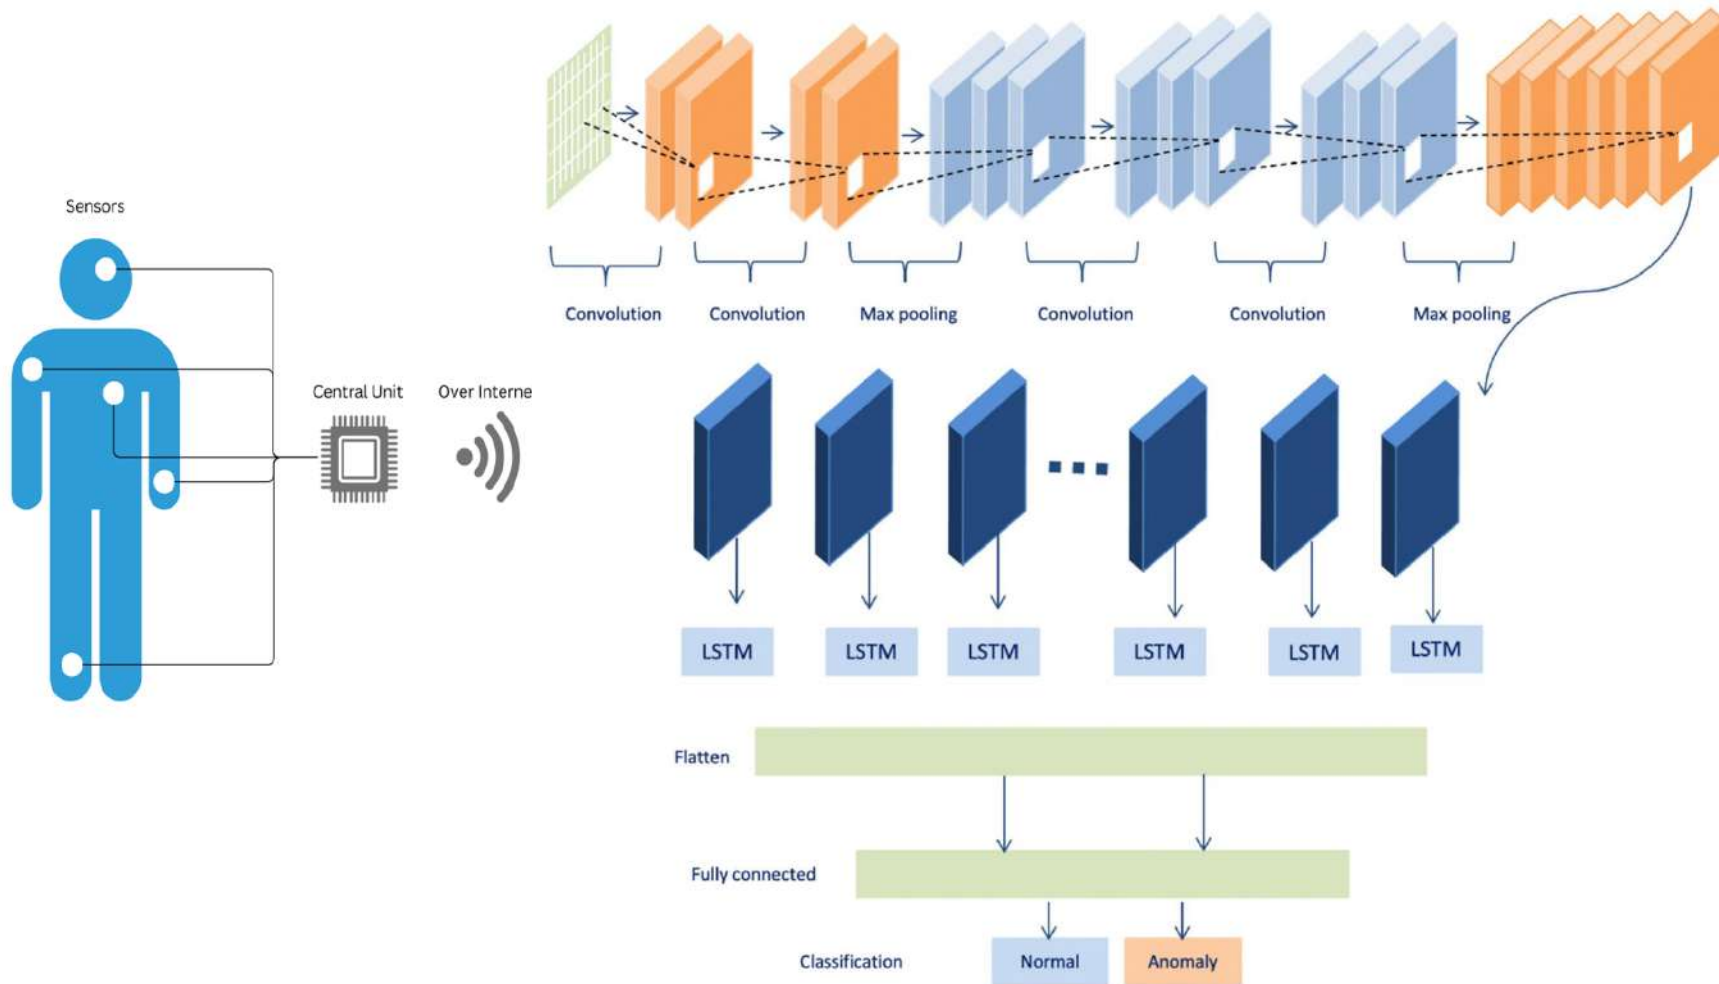 Sensors
Central Unit
Over Interne
Convolution
Convolution
Max pooling
Convolution
Convolution
Max pooling
LSTM
LSTM
LSTM
LSTM
LSTM
LSTM
Flatten
Fully connected
Classification
Normal
Anomaly